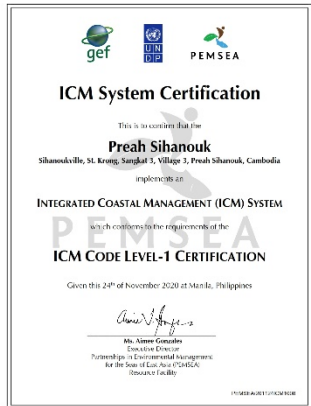 gef
U N
D P
PEMSEA
ICM System Certification
This is to confirm that the
Preah Sihanouk
Sihanoukville, St. Krong, Sangkat 3, Village 3, Preah Sihanouk, Cambodia
implements an
INTEGRATED COASTAL MANAGEMENT (ICM) SYSTEM
which conforms to the requirements of the
PEMSEA
ICM CODE LEVEL-1 CERTIFICATION
Given this 24th of November 2020 at Manila, Philippines
Ms. Aimee Gonzales
Executive Director
Partnerships in Environmental Management
for the Seas of East Asia (PEMSEA)
Resource Facility